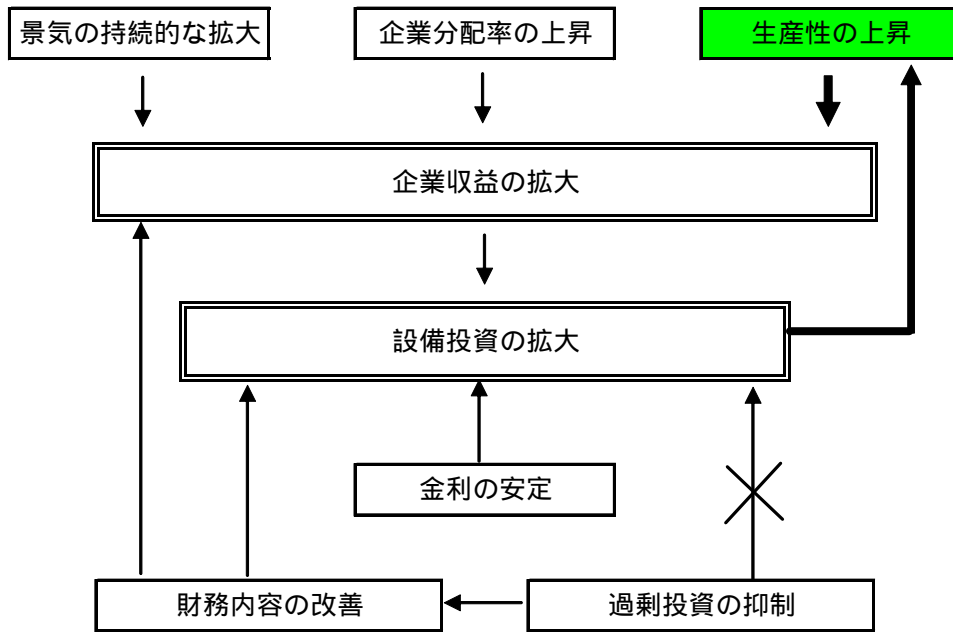 景気の持続的な拡大
企業分配率の上昇
生産性の上昇
企業収益の拡大
設備投資の拡大
金利の安定
財務内容の改善
過剰投資の抑制